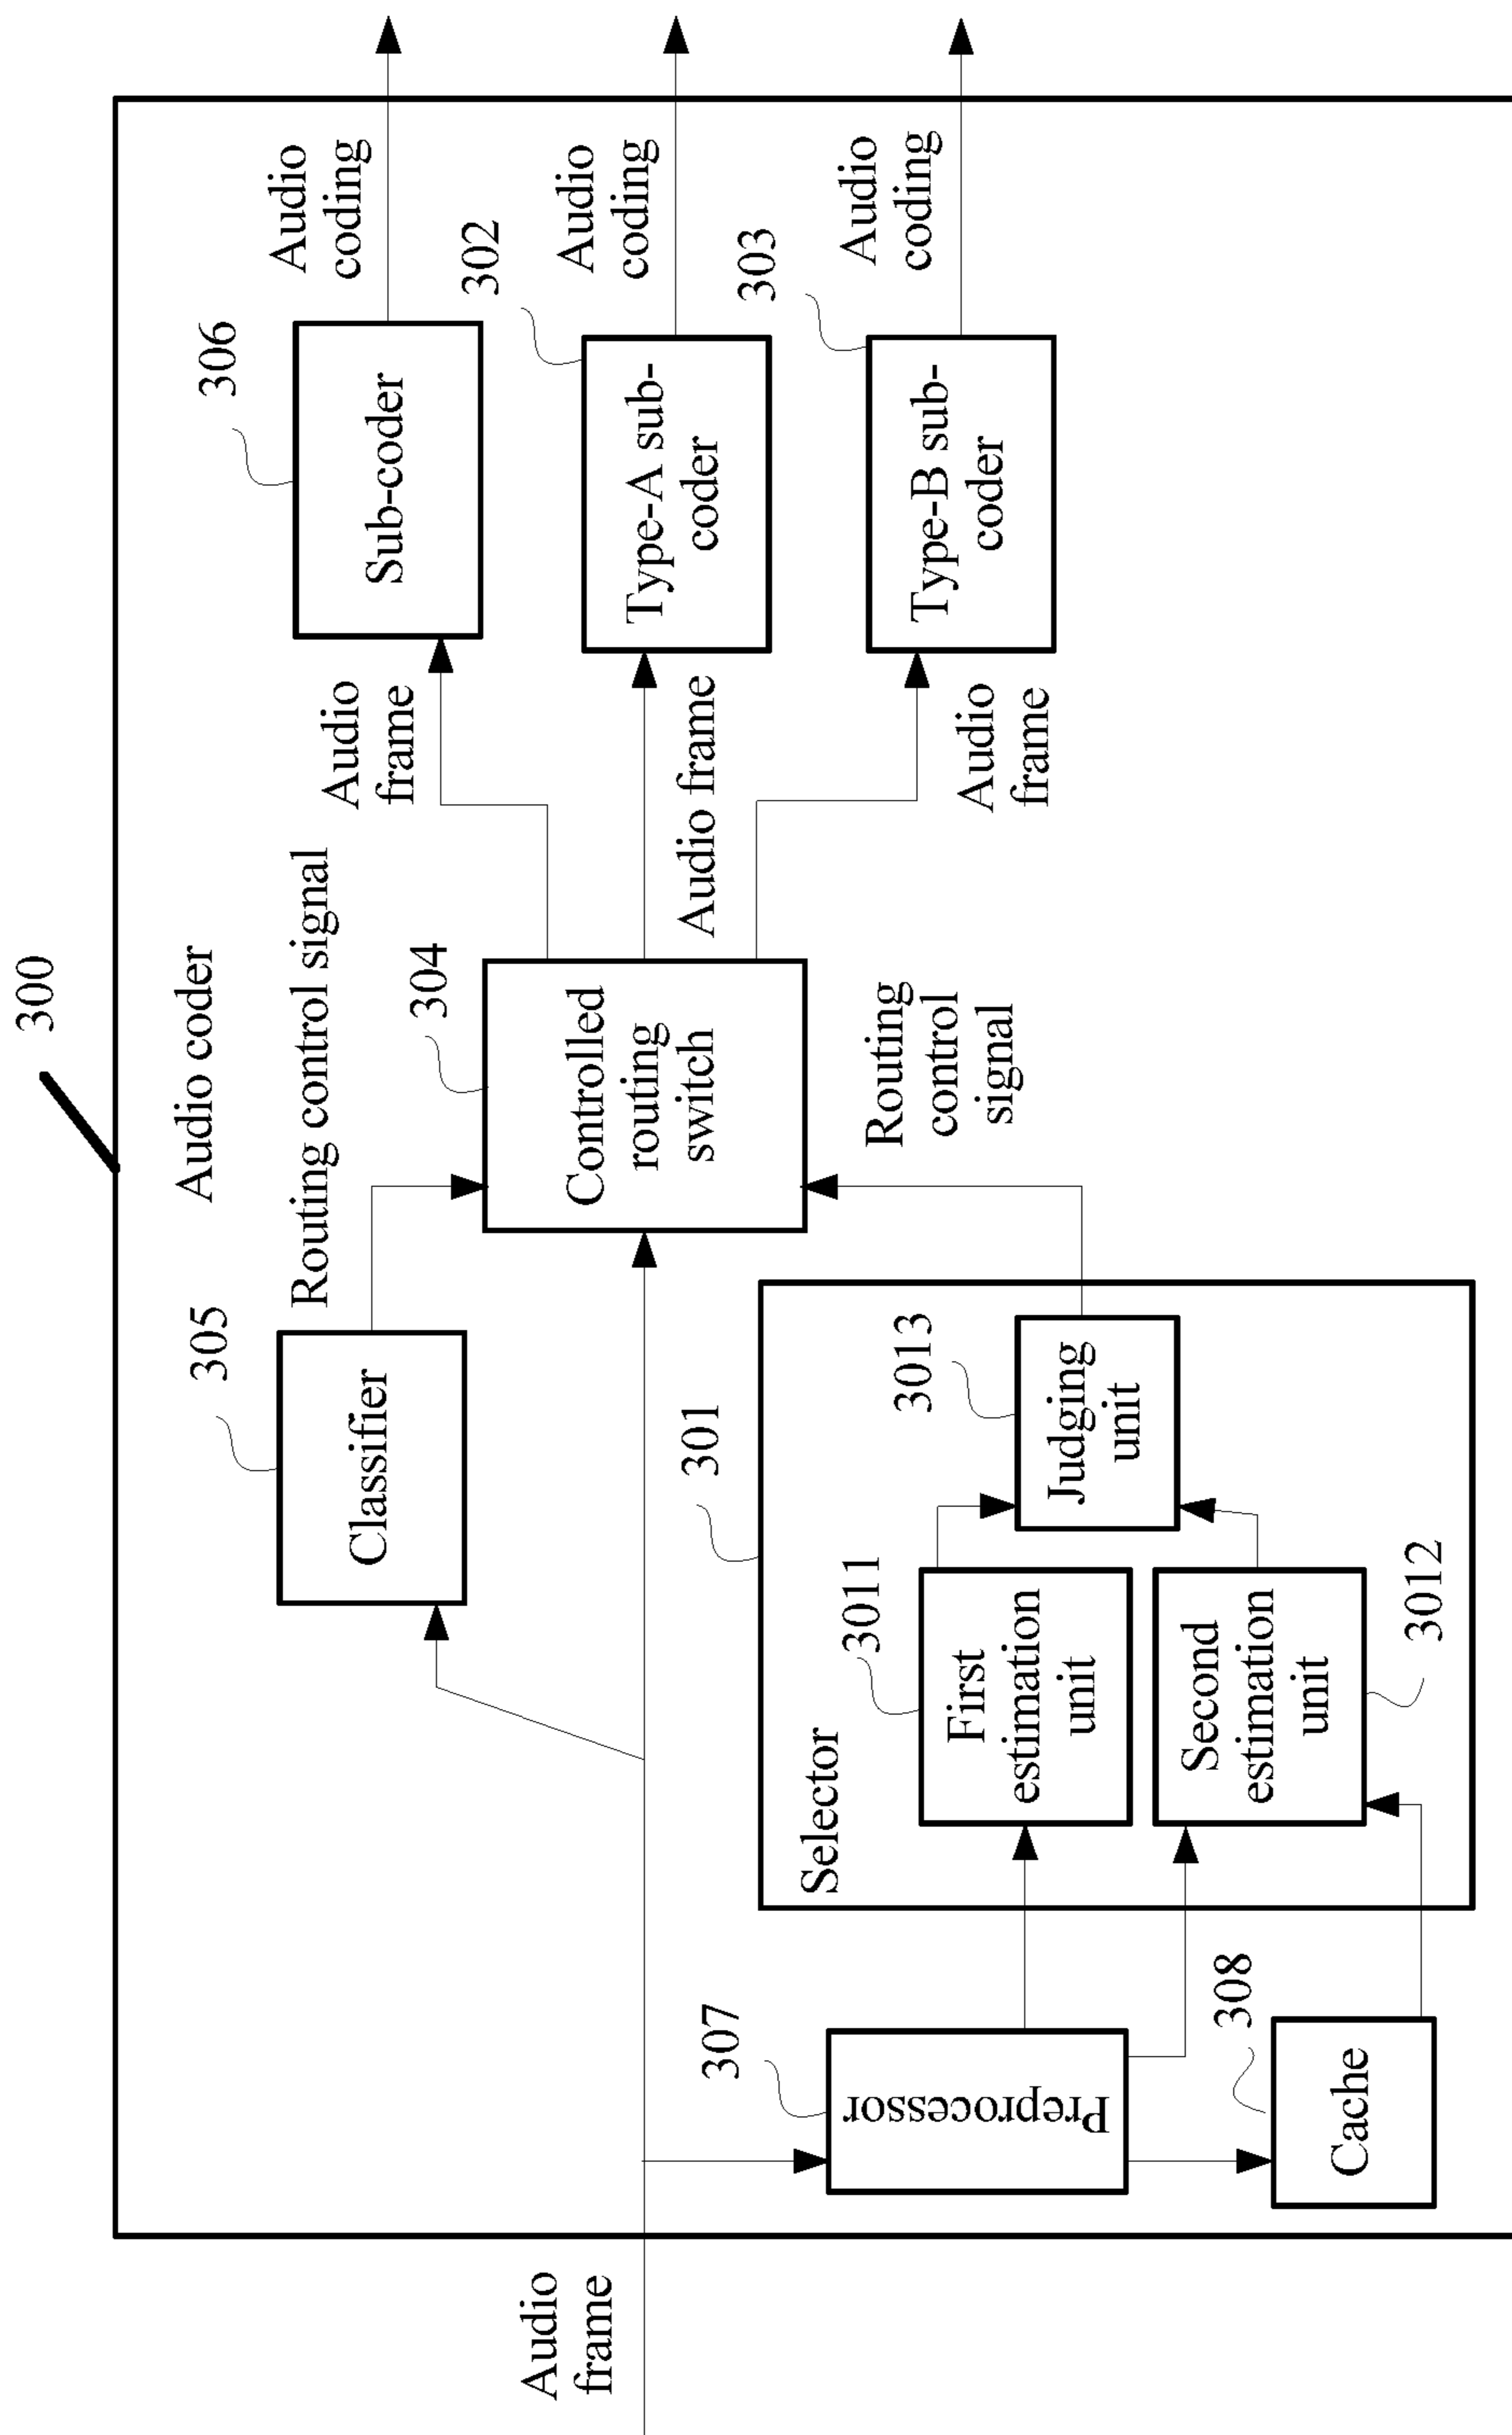 300
Audio coder
Audio
frame
305
Classifier
Routing control signal
304
Controlled
routing
switch
Routing
control
signal
Audio
frame
Audio frame
Audio
frame
306
Sub-coder
Audio
coding
302
Type-A sub-
coder
Audio
coding
303
Type-B sub-
coder
Audio
coding
307
Preprocessor
308
Cache
301
Selector
3011
First
estimation
unit
Second
estimation
unit
3012
3013
Judging
unit